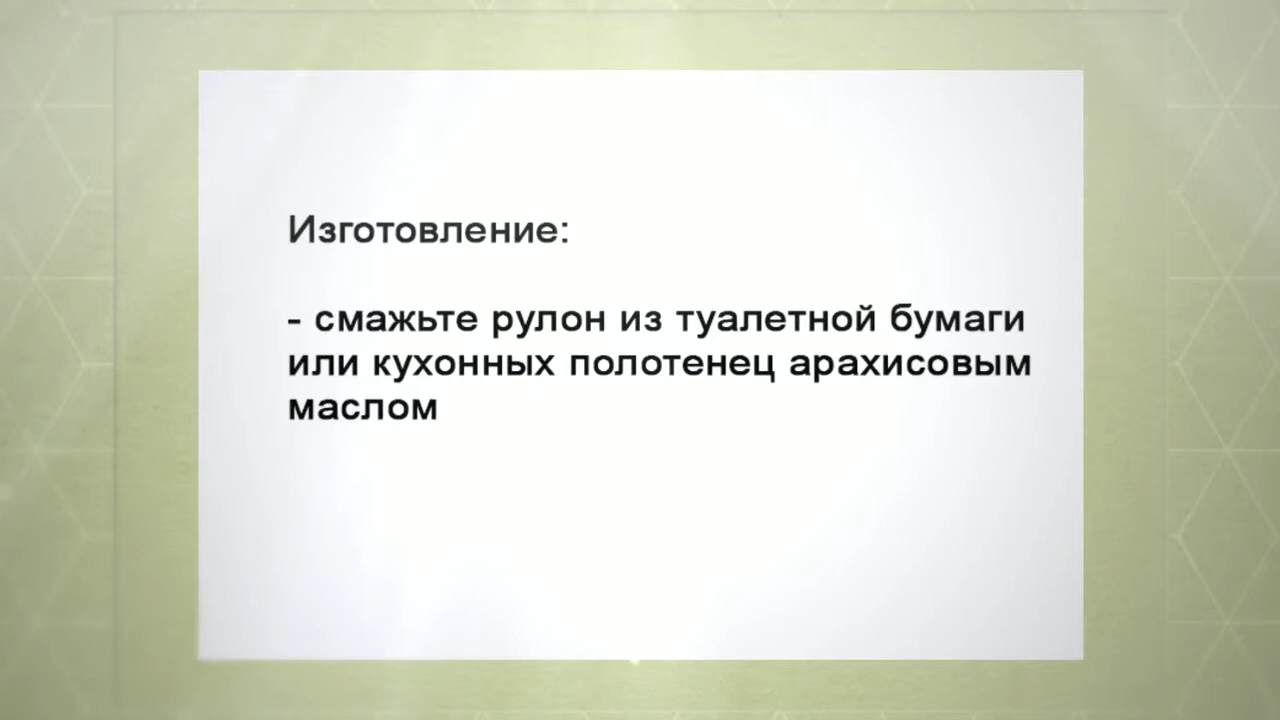 Изготовление:
- смажьте рулон из туалетной бумаги
или кухонных полотенец арахисовым
маслом